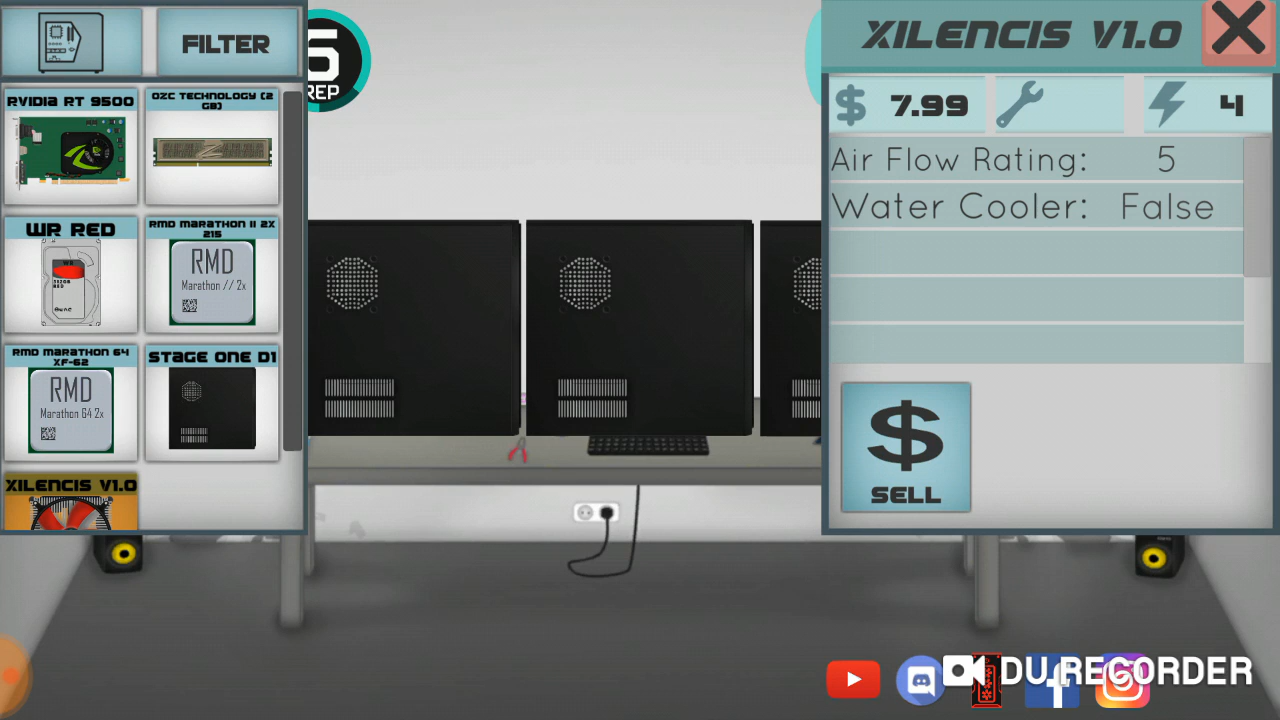 FILTER
RVIDIA RT 9500
OZC TECHNOLOGY (2
GB)
WR RED
RMD MARATHON II 2X
215
RMD
Marathon // 2x
RMD MARATHON 64
XF-62
RMD
Marathon 64 2x
STAGE ONE D1
XILENCIS V1.0
5
REP
XILENCIS V1.0
$ 7.99
4
Air Flow Rating: 5
Water Cooler: False
$
SELL
DU RECORDER